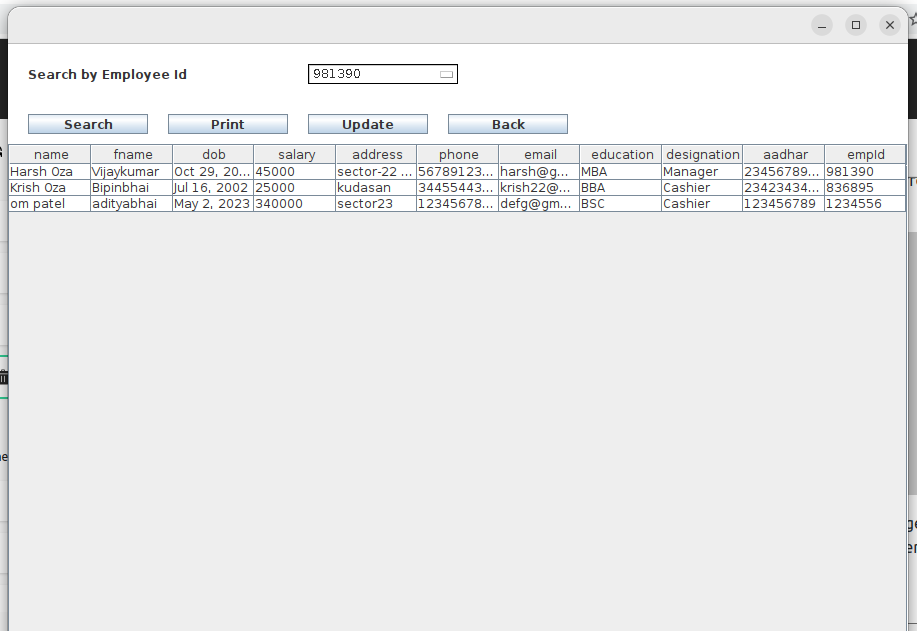 Search by Employee Id 981390
Search Print Update Back
name fname dob salary address phone email education designation aadhar empId
Harsh Oza Vijaykumar Oct 29, 20... 45000 sector-22 ... 56789123... harsh@g... MBA Manager 23456789... 981390
Krish Oza Bipinbhai Jul 16, 2002 25000 kudasan 34455443... krish22@... BBA Cashier 23423434... 836895
om patel adityabhai May 2, 2023 340000 sector23 12345678... defg@gm... BSC Cashier 123456789 1234556